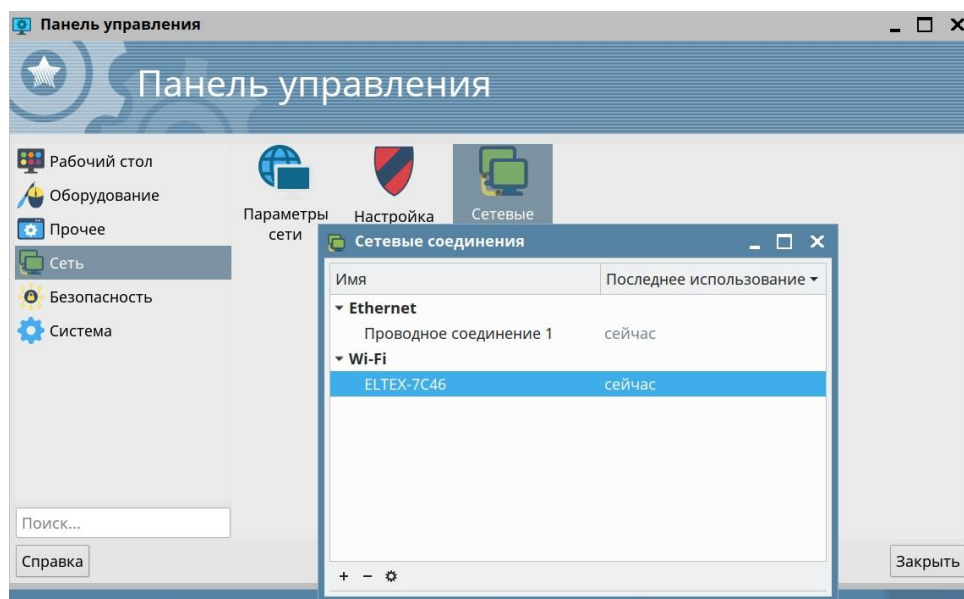 Панель управления
Панель управления
Рабочий стол
Оборудование
Прочее
Сеть
Безопасность
Система
Поиск...
Справка
Параметры
сети
Настройка
Сетевые
Сетевые соединения
Имя
Последнее использование
Ethernet
Проводное соединение 1
сейчас
Wi-Fi
ELTEX-7C46
сейчас
Закрыть